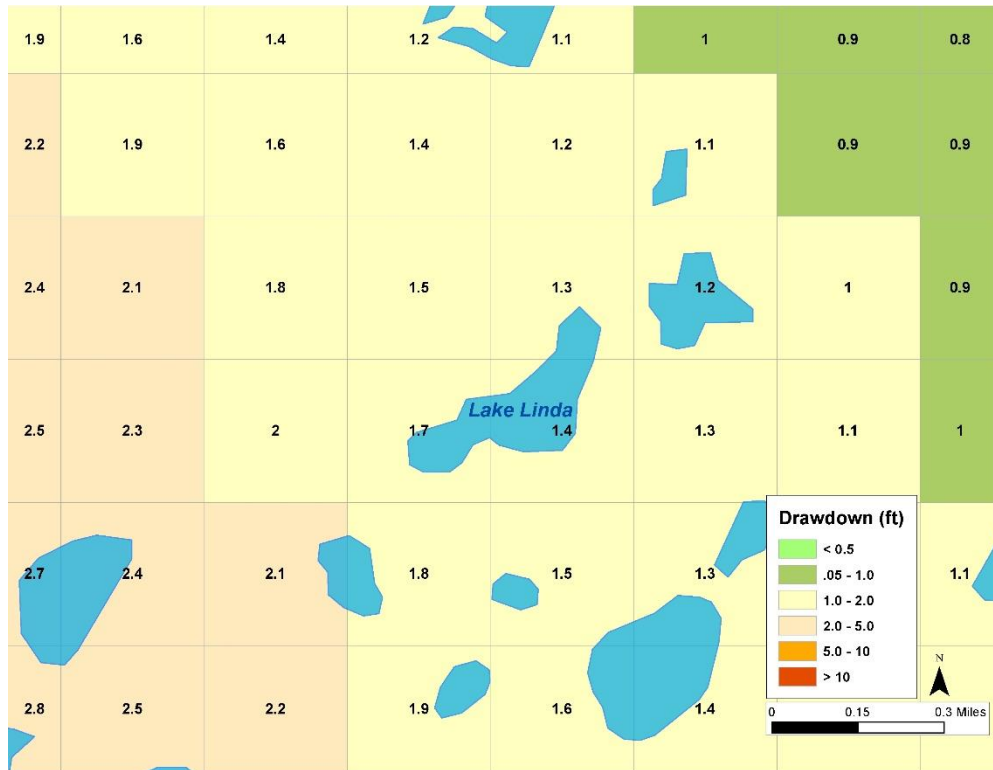 1.9 1.6 1.4 1.2 1.1 1 0.9 0.8
2.2 1.9 1.6 1.4 1.2 1.1 0.9 0.9
2.4 2.1 1.8 1.5 1.3 1.2 1 0.9
Lake Linda
2.5 2.3 2 1.7 1.4 1.3 1.1 1
2.7 2.4 2.1 1.8 1.5 1.3 1.1
2.8 2.5 2.2 1.9 1.6 1.4
Drawdown (ft)
< 0.5
.05 - 1.0
1.0 - 2.0
2.0 - 5.0
5.0 - 10
> 10
N
0 0.15 0.3 Miles